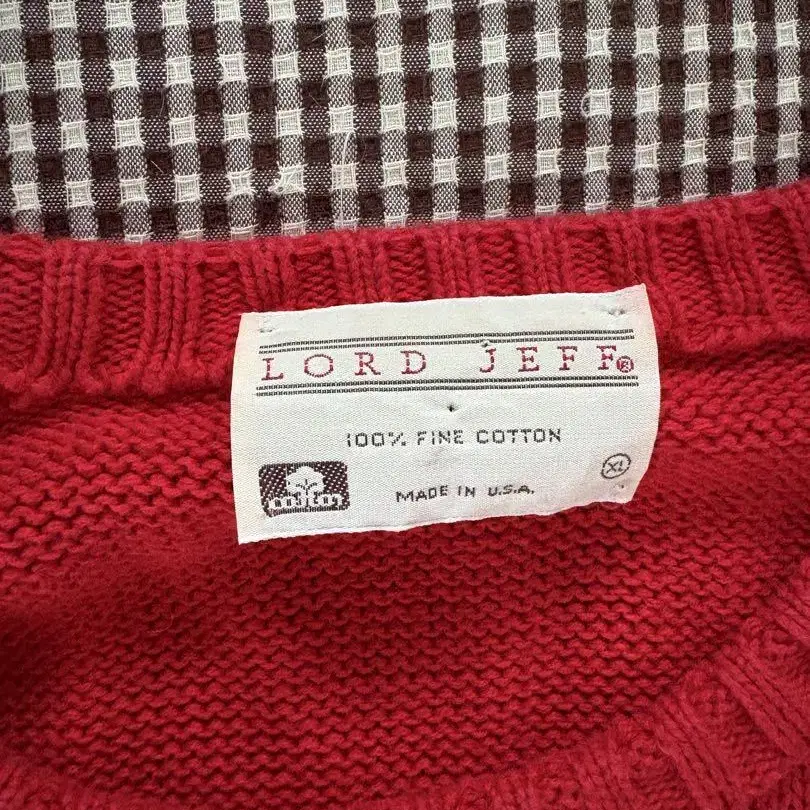 LORD JEFF®
100% FINE COTTON
XL
MADE IN U.S.A.